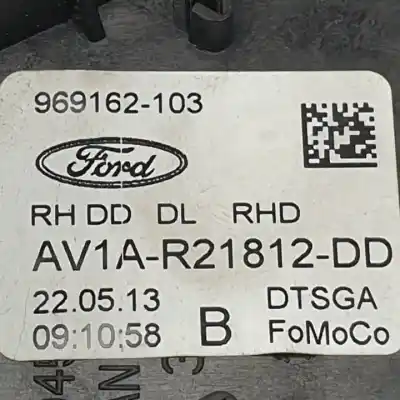 969162-103
Ford
RH DD DL RHD
AV1A-R21812-DD
22.05.13 DTSGA
09:10:58 B FoMoCo